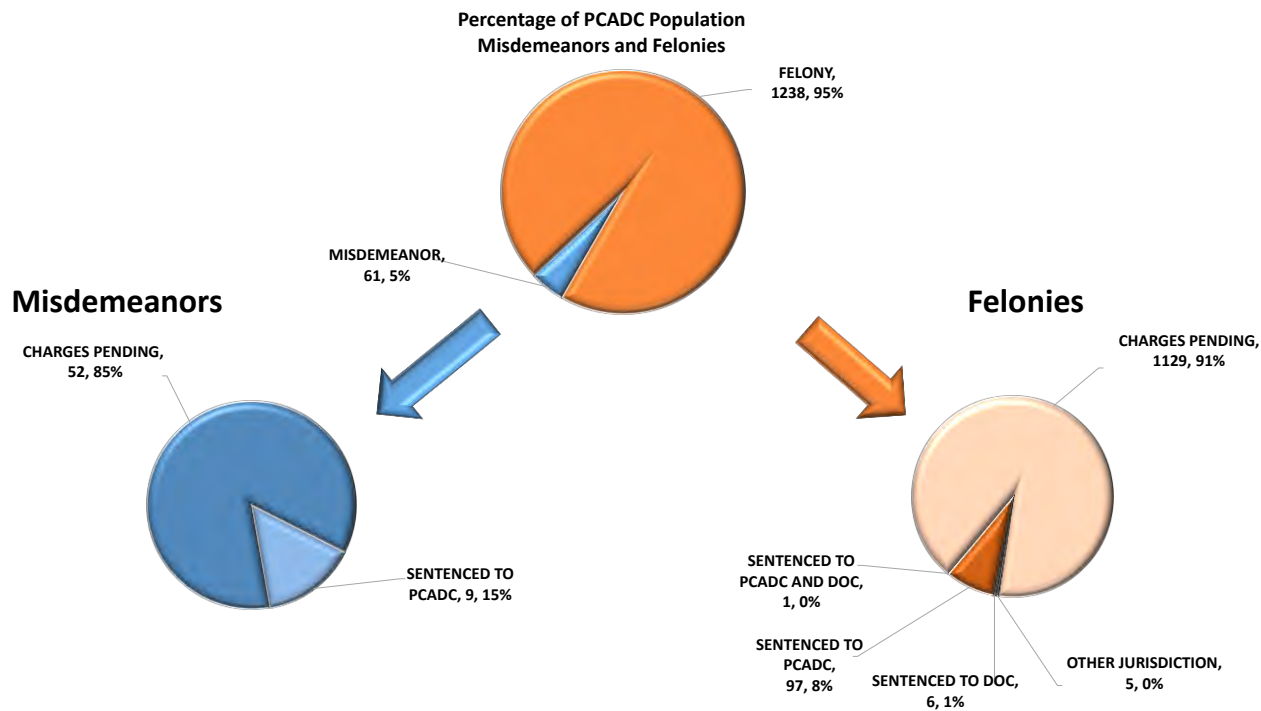 Percentage of PCADC Population
Misdemeanors and Felonies
FELONY,
1238, 95%
MISDEMEANOR,
61, 5%
Misdemeanors
CHARGES PENDING,
52, 85%
SENTENCED TO
PCADC, 9, 15%
Felonies
CHARGES PENDING,
1129, 91%
SENTENCED TO
PCADC AND DOC,
1, 0%
SENTENCED TO
PCADC,
97, 8%
SENTENCED TO DOC,
6, 1%
OTHER JURISDICTION,
5, 0%